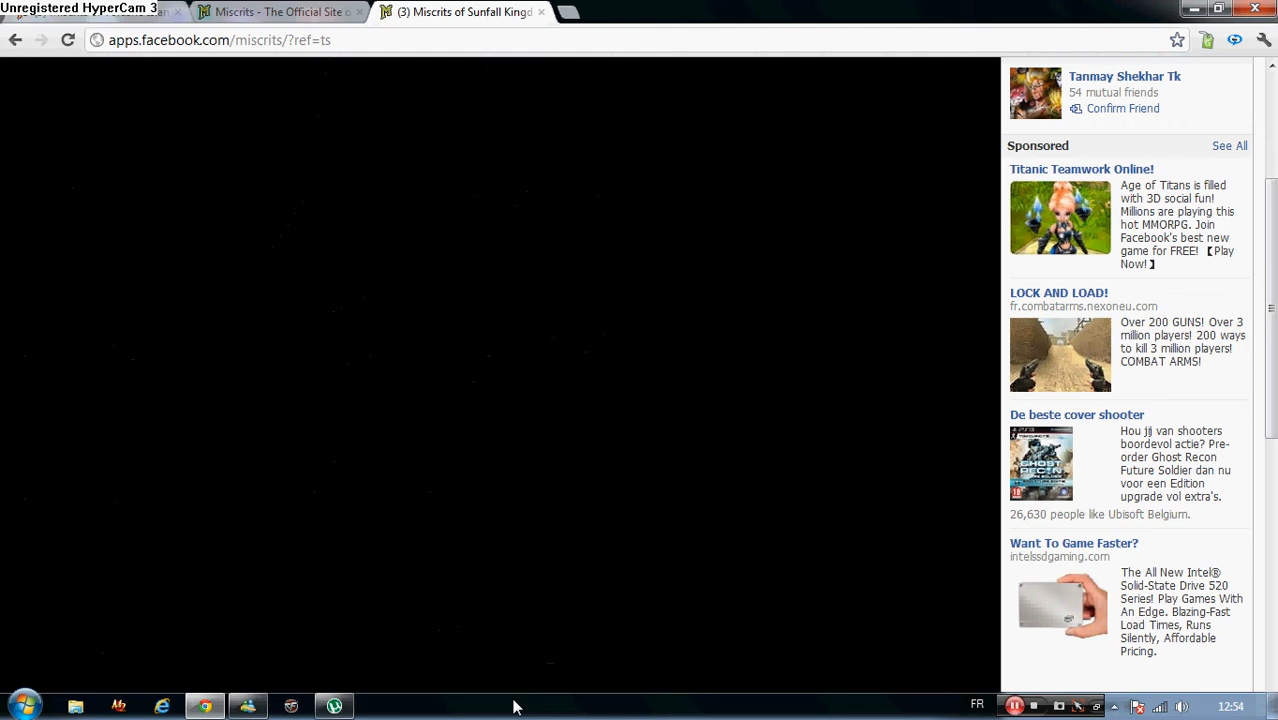 Unregistered HyperCam 3
Miscrits - The Official Site o
(3) Miscrits of Sunfall Kingd
apps.facebook.com/miscrits/?ref=ts
Tanmay Shekhar Tk
54 mutual friends
Confirm Friend
Sponsored
See All
Titanic Teamwork Online!
Age of Titans is filled
with 3D social fun!
Millions are playing this
hot MMORPG. Join
Facebook's best new
game for FREE! 【Play
Now!】
LOCK AND LOAD!
fr.combatarms.nexoneu.com
Over 200 GUNS! Over 3
million players! 200 ways
to kill 3 million players!
COMBAT ARMS!
De beste cover shooter
Hou jij van shooters
boordevol actie? Pre-
order Ghost Recon
Future Soldier dan nu
voor een Edition
upgrade vol extra's.
GHOST RECON
26,630 people like Ubisoft Belgium.
Want To Game Faster?
intelssdgaming.com
The All New Intel®
Solid-State Drive 520
Series! Play Games With
An Edge. Blazing-Fast
Load Times, Runs
Silently, Affordable
Pricing.
FR
12:54